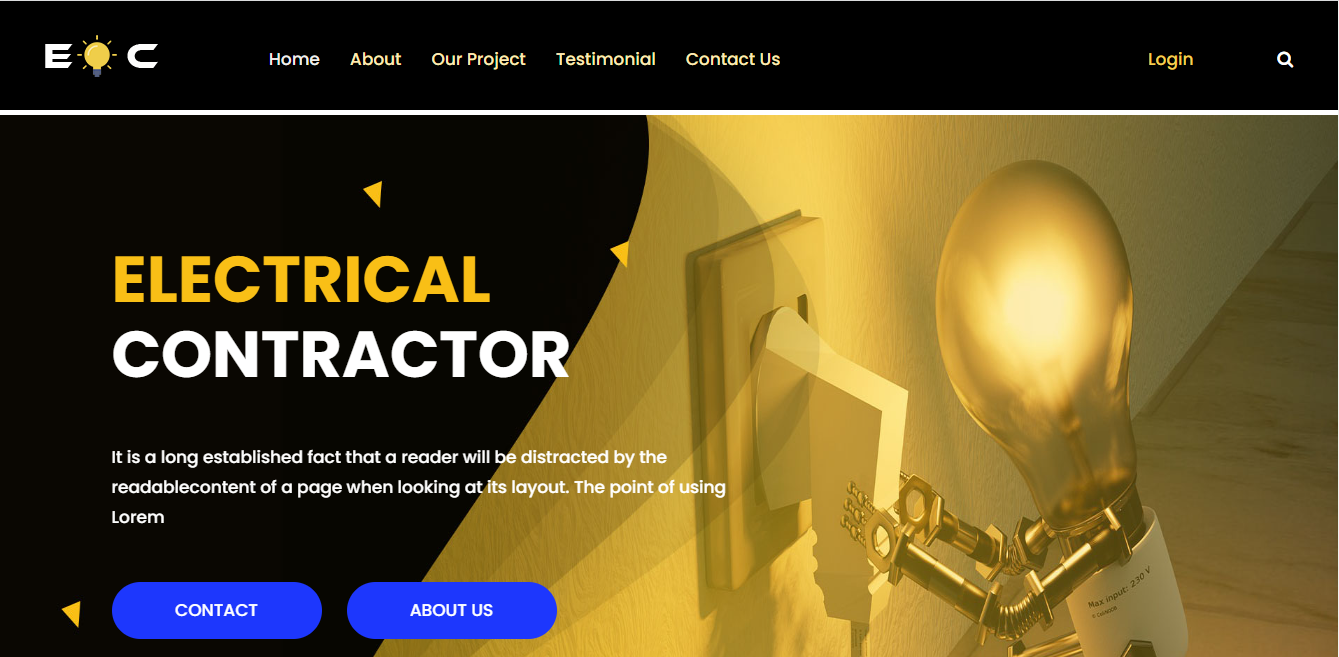 E C
Home About Our Project Testimonial Contact Us Login
ELECTRICAL
CONTRACTOR
It is a long established fact that a reader will be distracted by the
readablecontent of a page when looking at its layout. The point of using
Lorem
CONTACT ABOUT US
Max input: 230 V